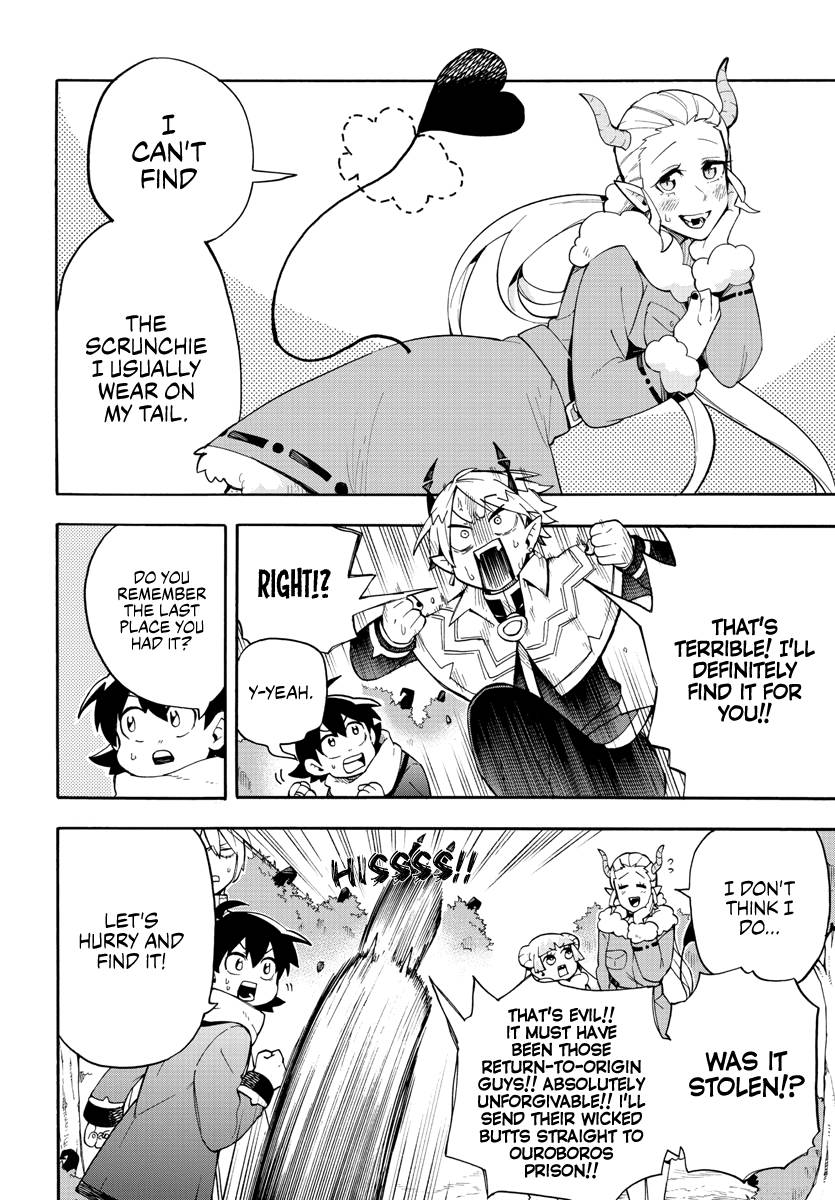 I
CAN'T
FIND
THE
SCRUNCHIE
I USUALLY
WEAR ON
MY TAIL.
THAT'S
TERRIBLE! I'LL
DEFINITELY
FIND IT FOR
YOU!!
RIGHT!?
Y-YEAH.
DO YOU
REMEMBER
THE LAST
PLACE YOU
HAD IT?
I DON'T
THINK I
DO...
WAS IT
STOLEN!?
THAT'S EVIL!!
IT MUST HAVE
BEEN THOSE
RETURN-TO-ORIGIN
GUYS!! ABSOLUTELY
UNFORGIVABLE!! I'LL
SEND THEIR WICKED
BUTTS STRAIGHT TO
OUROBOROS
PRISON!!
HISSSS!!
LET'S
HURRY AND
FIND IT!